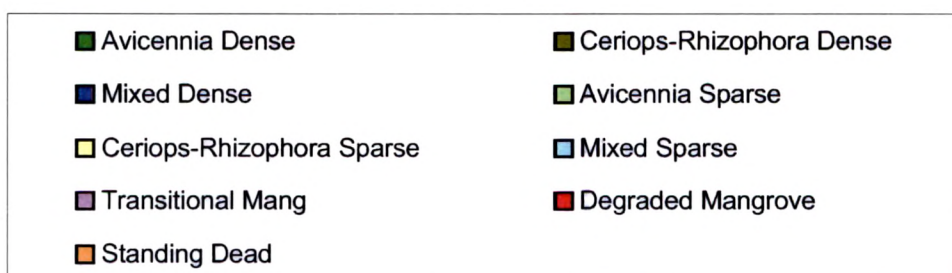 Avicennia Dense
Ceriops-Rhizophora Dense
Mixed Dense
Avicennia Sparse
Ceriops-Rhizophora Sparse
Mixed Sparse
Transitional Mang
Degraded Mangrove
Standing Dead